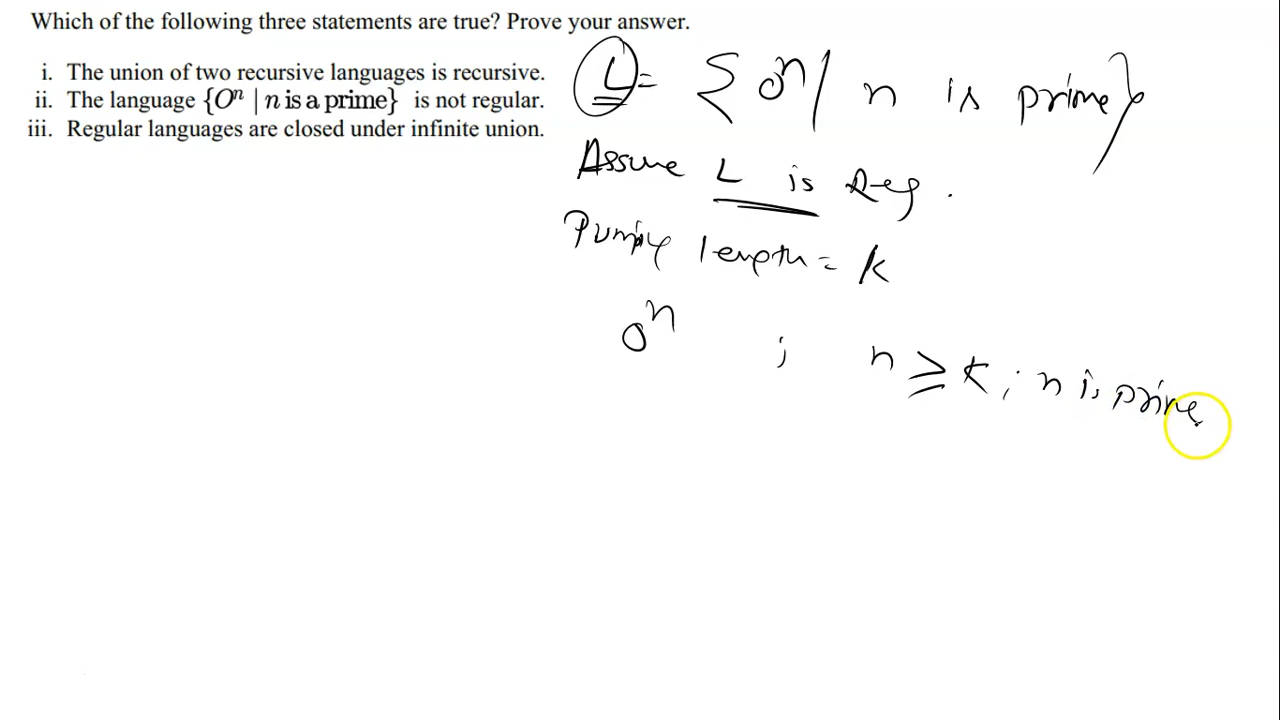 Which of the following three statements are true? Prove your answer.
i. The union of two recursive languages is recursive.
ii. The language {Oⁿ | n is a prime} is not regular.
iii. Regular languages are closed under infinite union.
L = { 0ⁿ / n is prime }
Assume L is Reg.
length = k
0ⁿ ; n ≥ k ; n is prime